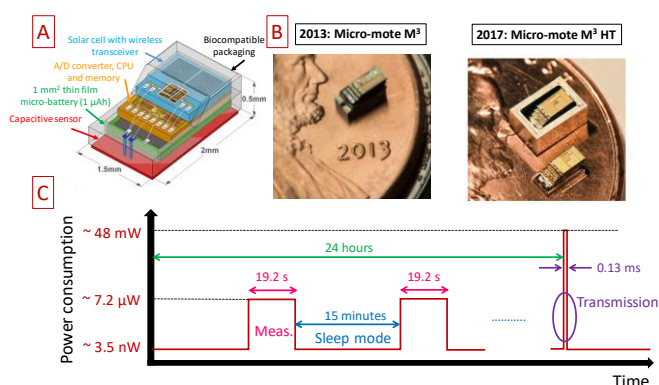 A
Solar cell with wireless
transceiver
A/D converter, CPU
and memory
1 mm² thin film
micro-battery (1 µAh)
Capacitive sensor
Biocompatible
packaging
0.5mm
2mm
1.5mm
B
2013: Micro-mote M³
2013
2017: Micro-mote M³ HT
C
Power consumption
~ 48 mW
~ 7.2 µW
~ 3.5 nW
24 hours
19.2 s
19.2 s
0.13 ms
15 minutes
Meas.
Sleep mode
Transmission
Time